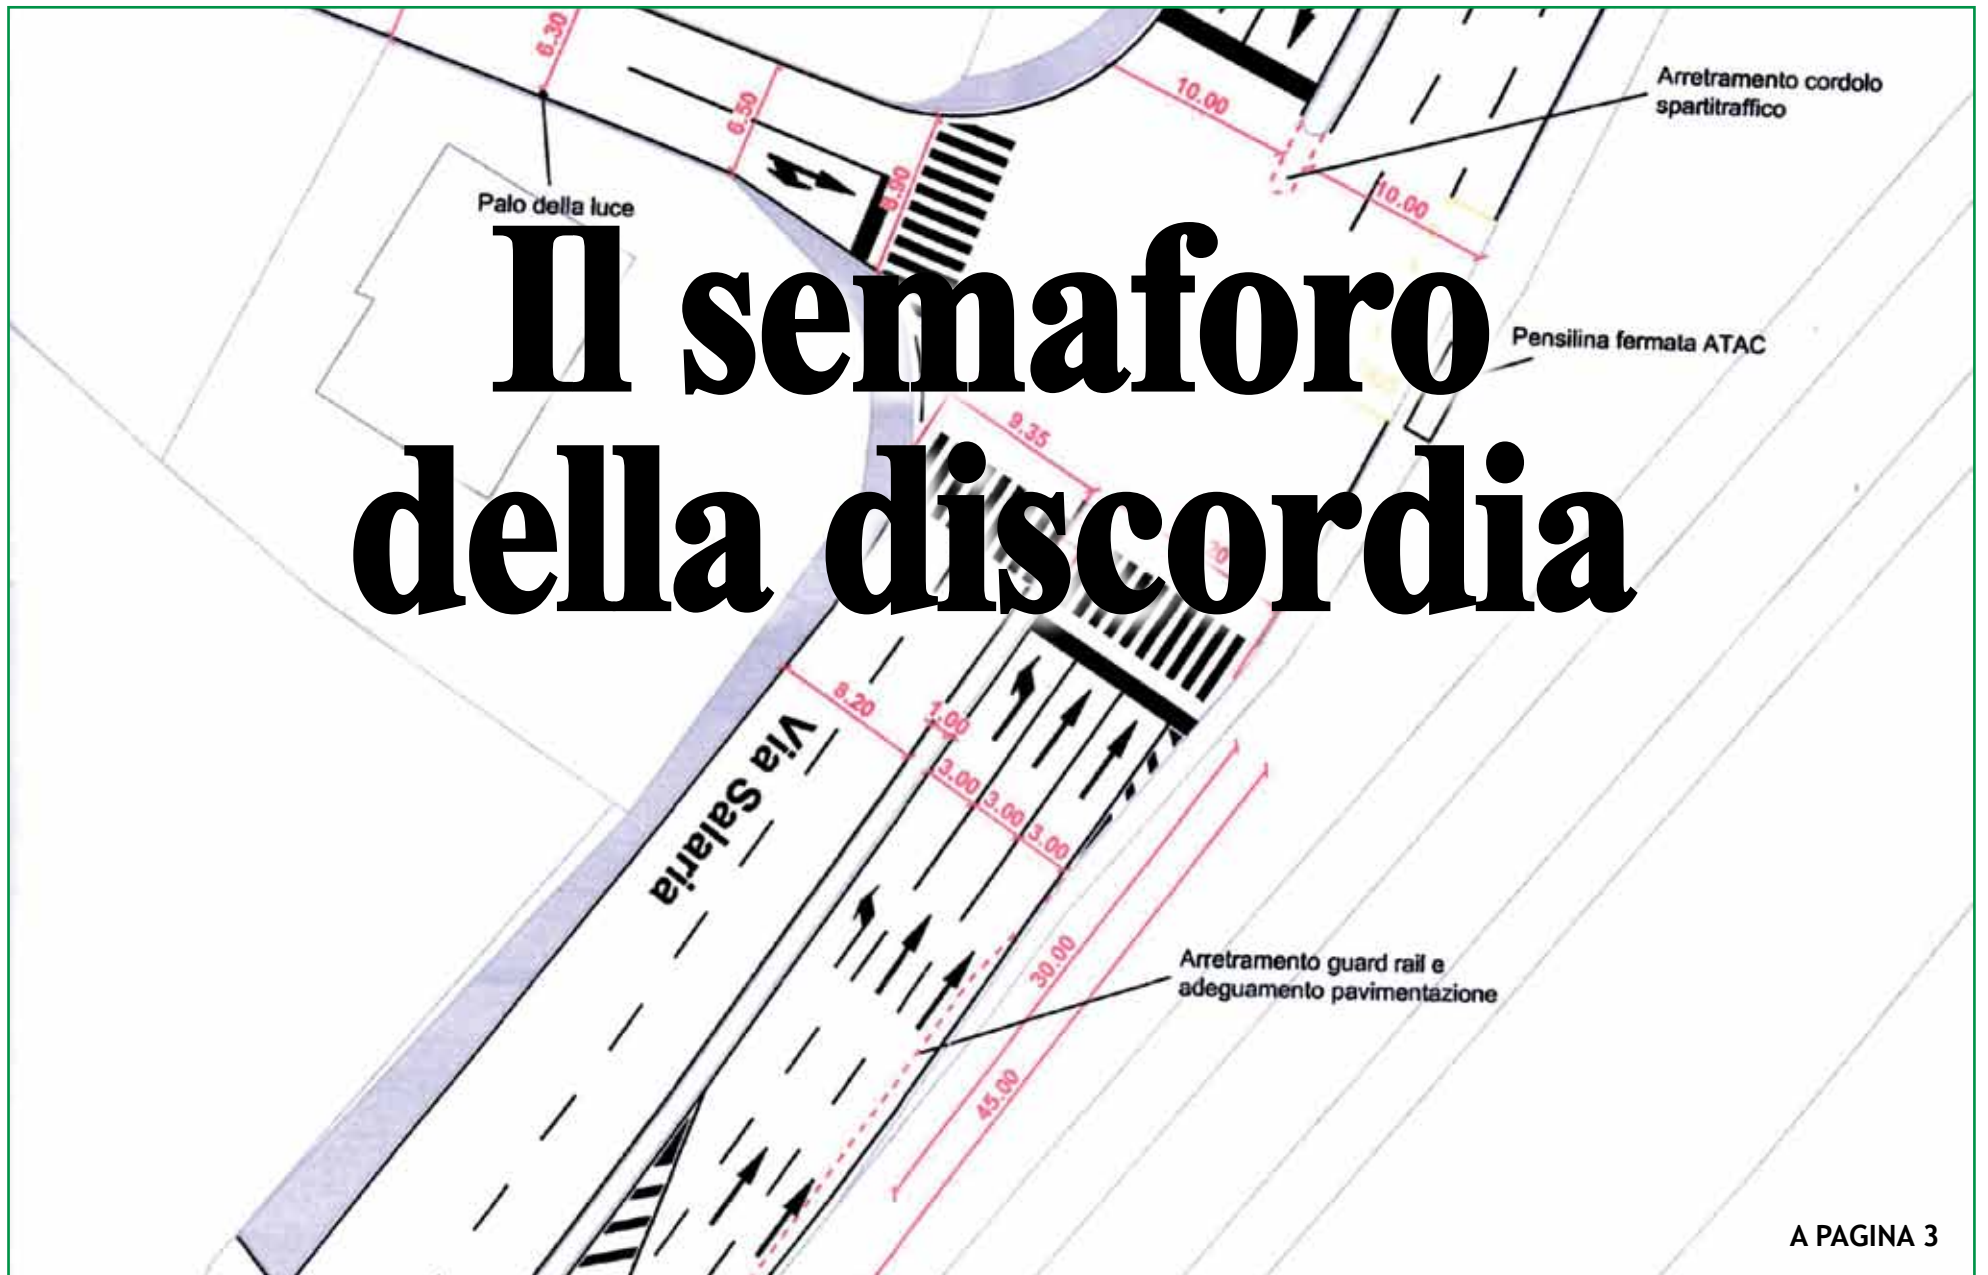 6.30
Arretramento cordolo
spartitraffico
10.00
6.50
Palo della luce
10.00
Il semaforo
Pensilina fermata ATAC
9.35
della discordia
8.20
1.00
Via Salaria
3.00
3.00
3.00
30.00
Arretramento guard rail e
adeguamento pavimentazione
45.00
A PAGINA 3